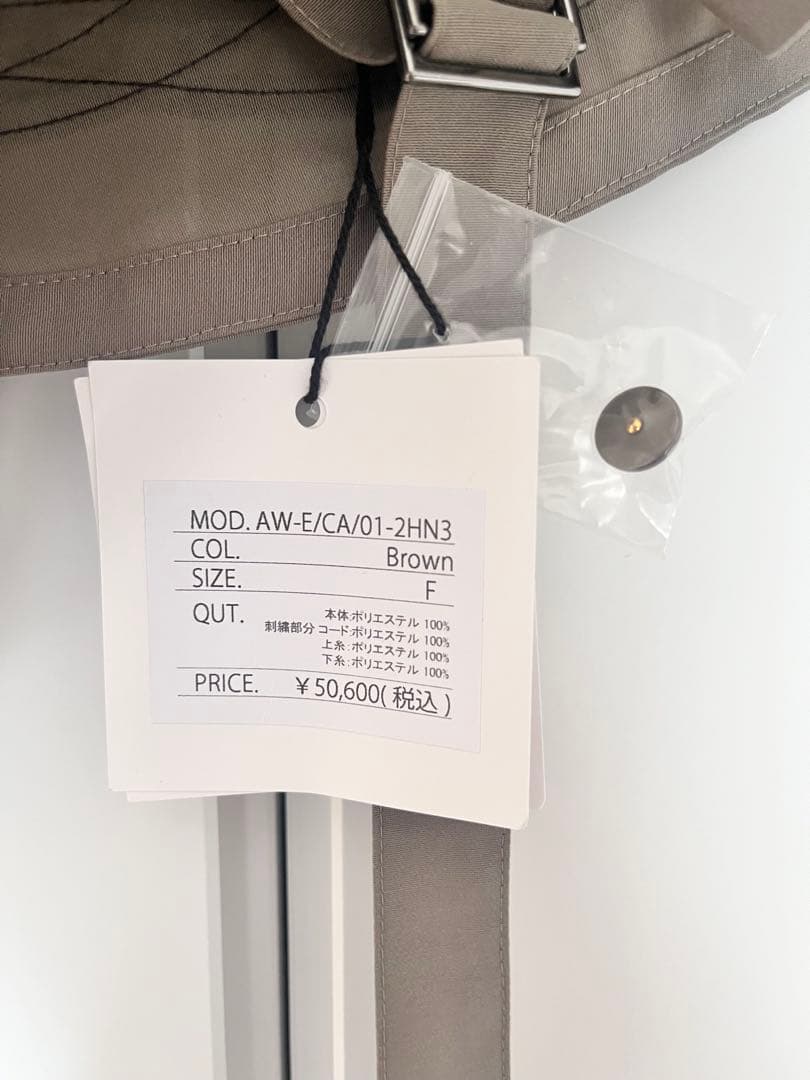 MOD. AW-E/CA/01-2HN3
COL. Brown
SIZE. F
QUT. 本体:ポリエステル 100%
刺繍部分 コード:ポリエステル 100%
上糸:ポリエステル 100%
下糸:ポリエステル 100%
PRICE. ¥50,600(税込)